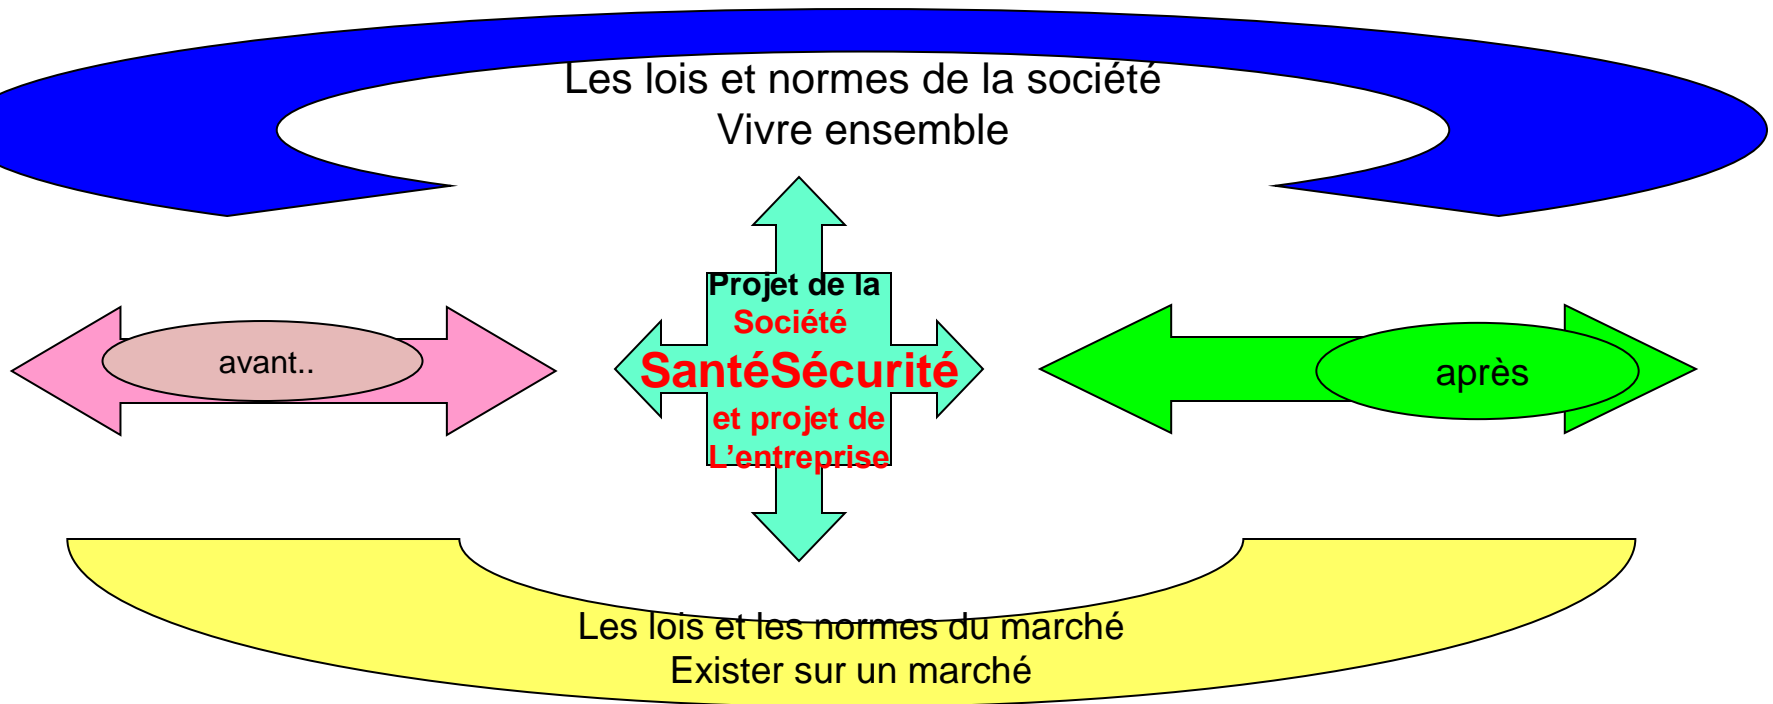 Les lois et normes de la société
Vivre ensemble
Projet de la
Société
SantéSécurité
et projet de
L’entreprise
avant..
après
Les lois et les normes du marché
Exister sur un marché